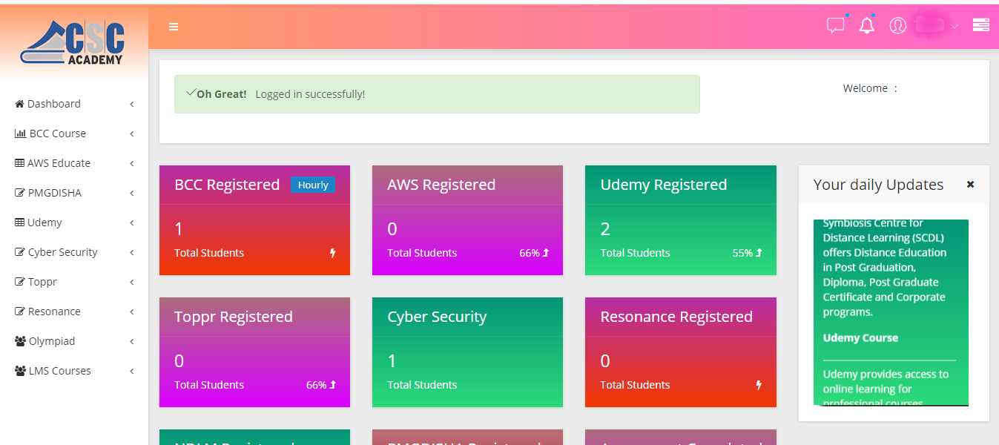 CSC
ACADEMY
Dashboard
BCC Course
AWS Educate
PMGDISHA
Udemy
Cyber Security
Toppr
Resonance
Olympiad
LMS Courses
Oh Great! Logged in successfully!
Welcome :
BCC Registered Hourly
1
Total Students
AWS Registered
0
Total Students 66%
Udemy Registered
2
Total Students 55%
Toppr Registered
0
Total Students 66%
Cyber Security
1
Total Students
Resonance Registered
0
Total Students
Your daily Updates
Symbiosis Centre for
Distance Learning (SCDL)
offers Distance Education
in Post Graduation,
Diploma, Post Graduate
Certificate and Corporate
programs.
Udemy Course
Udemy provides access to
online learning for
professional courses